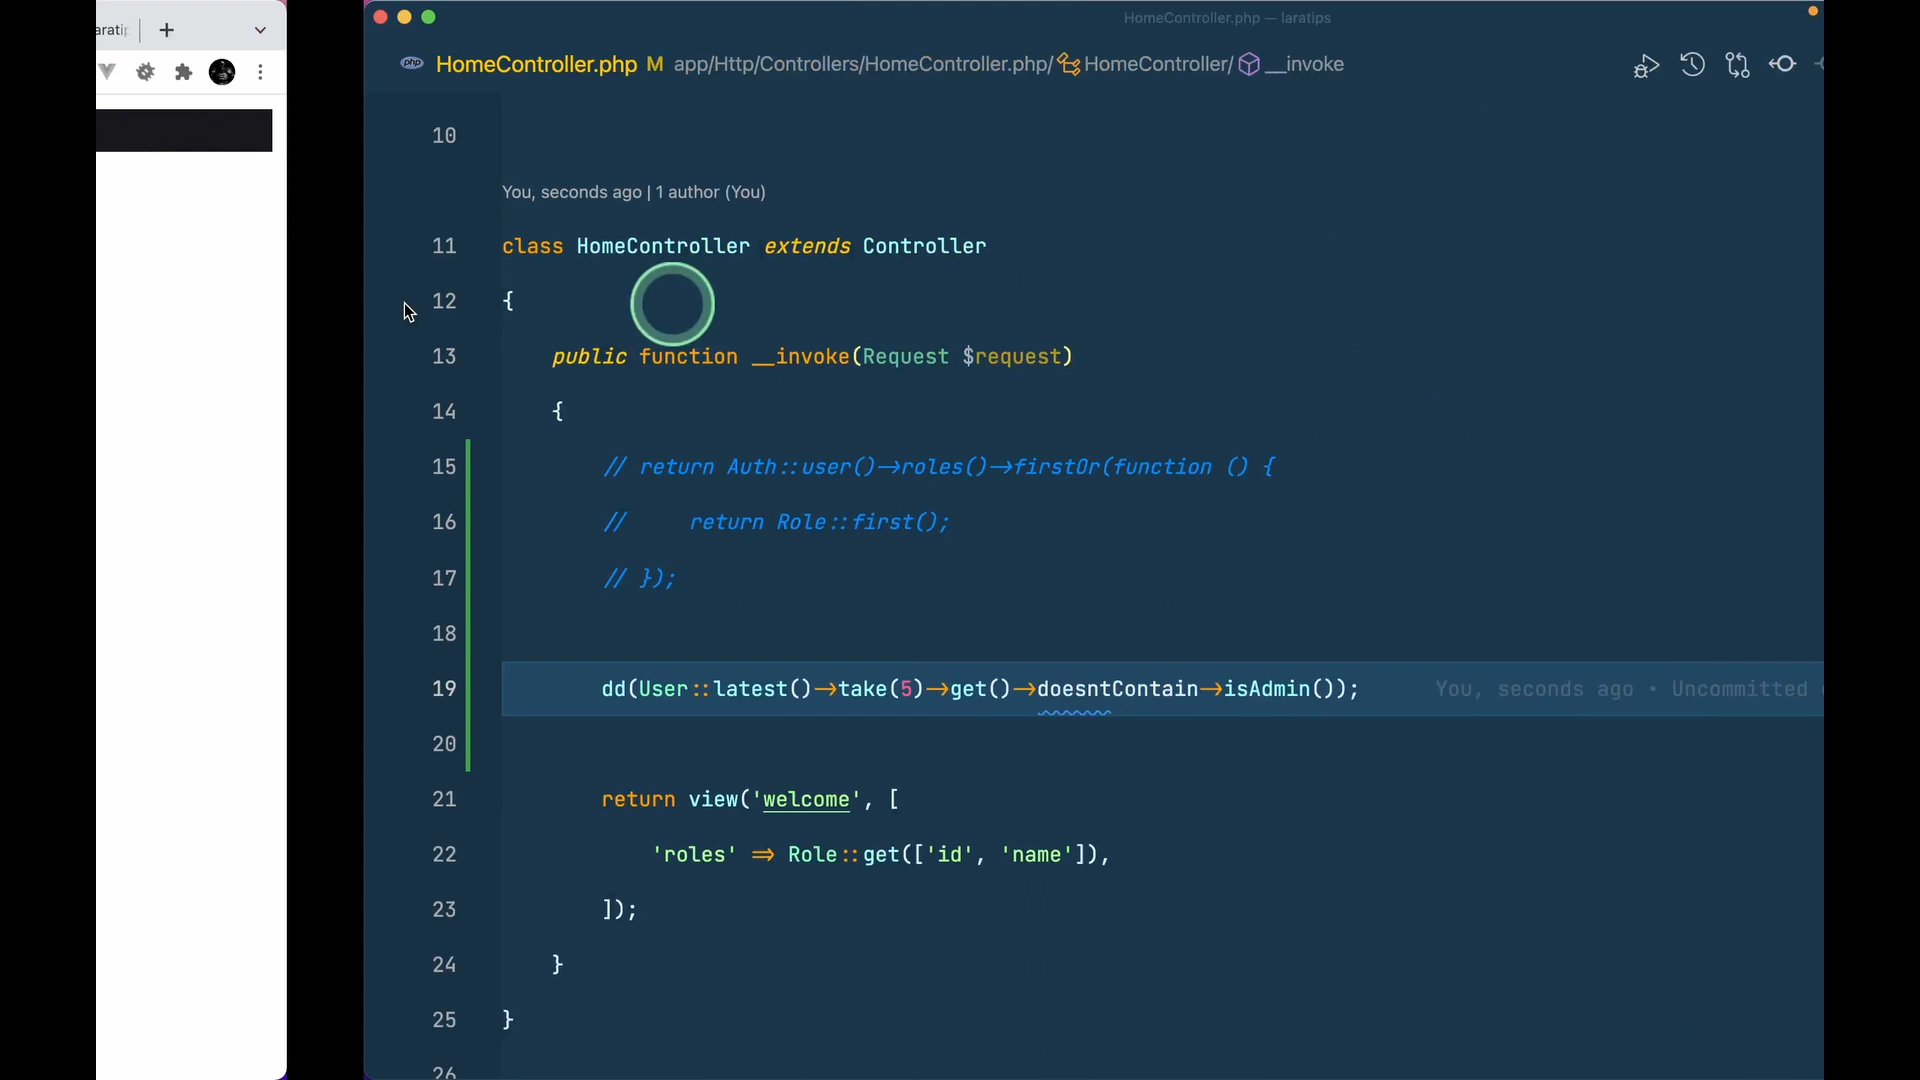 HomeController.php — laratips
HomeController.php M app/Http/Controllers/HomeController.php/ HomeController/ __invoke
10
You, seconds ago | 1 author (You)
11 class HomeController extends Controller
12 {
13 public function __invoke(Request $request)
14 {
15 // return Auth::user()->roles()->firstOr(function () {
16 // return Role::first();
17 // });
18
19 dd(User::latest()->take(5)->get()->doesntContain->isAdmin()); You, seconds ago • Uncommitted
20
21 return view('welcome', [
22 'roles' => Role::get(['id', 'name']),
23 ]);
24 }
25 }
26